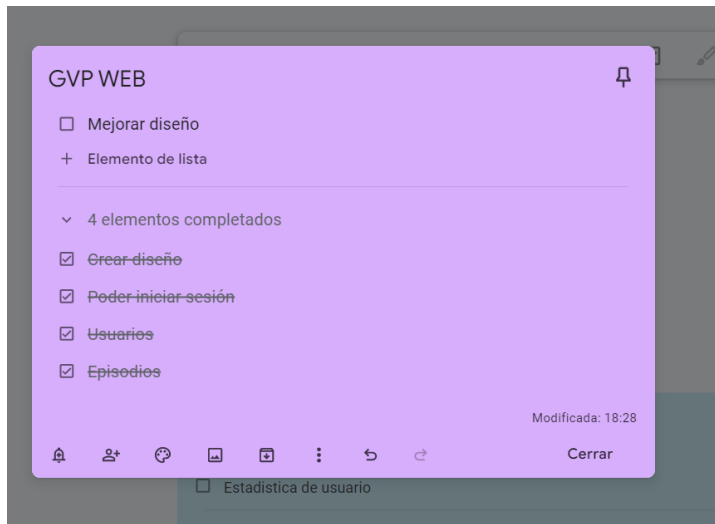 GVP WEB
Mejorar diseño
Elemento de lista
4 elementos completados
Crear diseño
Poder iniciar sesión
Usuarios
Episodios
Modificada: 18:28
Cerrar
Estadistica de usuario